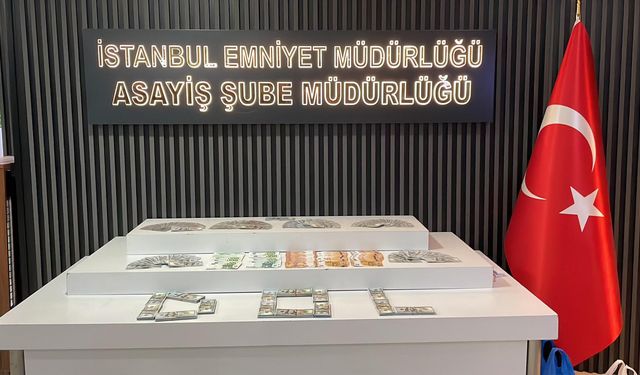 İSTANBUL EMNİYET MÜDÜRLÜĞÜ
ASAYİŞ ŞUBE MÜDÜRLÜĞÜ